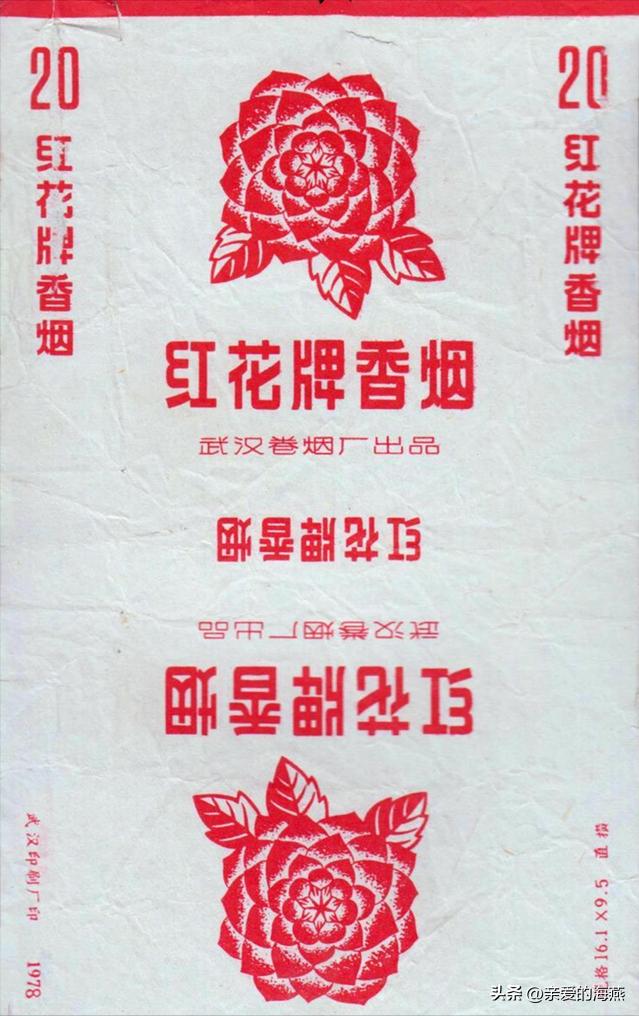 20
红花牌香烟
20
红花牌香烟
红花牌香烟
武汉卷烟厂出品
红花牌香烟
武汉卷烟厂出品
红花牌香烟
武汉印刷厂印 1978
格16.1×9.5 直
头条 @亲爱的海燕